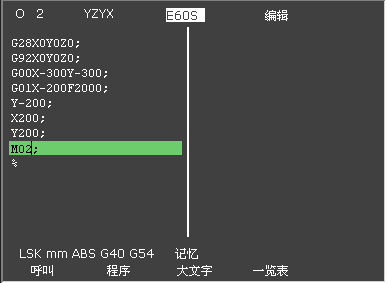 O 2 YZYX E60S 编辑
G28X0Y0Z0;
G92X0Y0Z0;
G00X-300Y-300;
G01X-200F2000;
Y-200;
X200;
Y200;
M02;
%
LSK mm ABS G40 G54 记忆
呼叫 程序 大文字 一览表